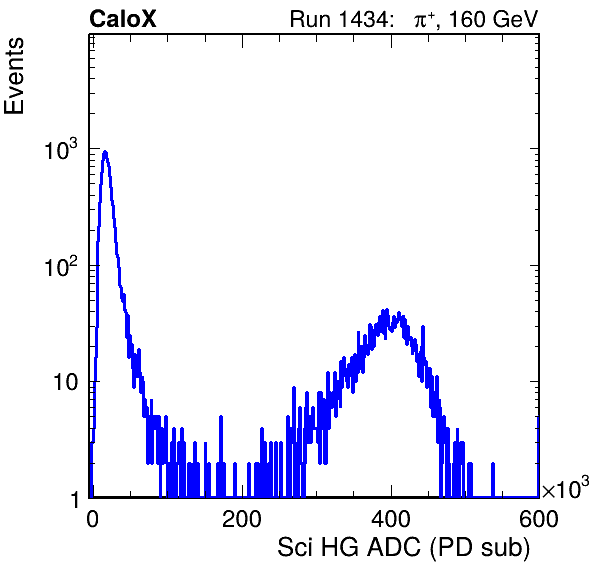 CaloX Run 1434: π⁺, 160 GeV
Events
10³
10²
10
1
0 200 400 600
×10³
Sci HG ADC (PD sub)